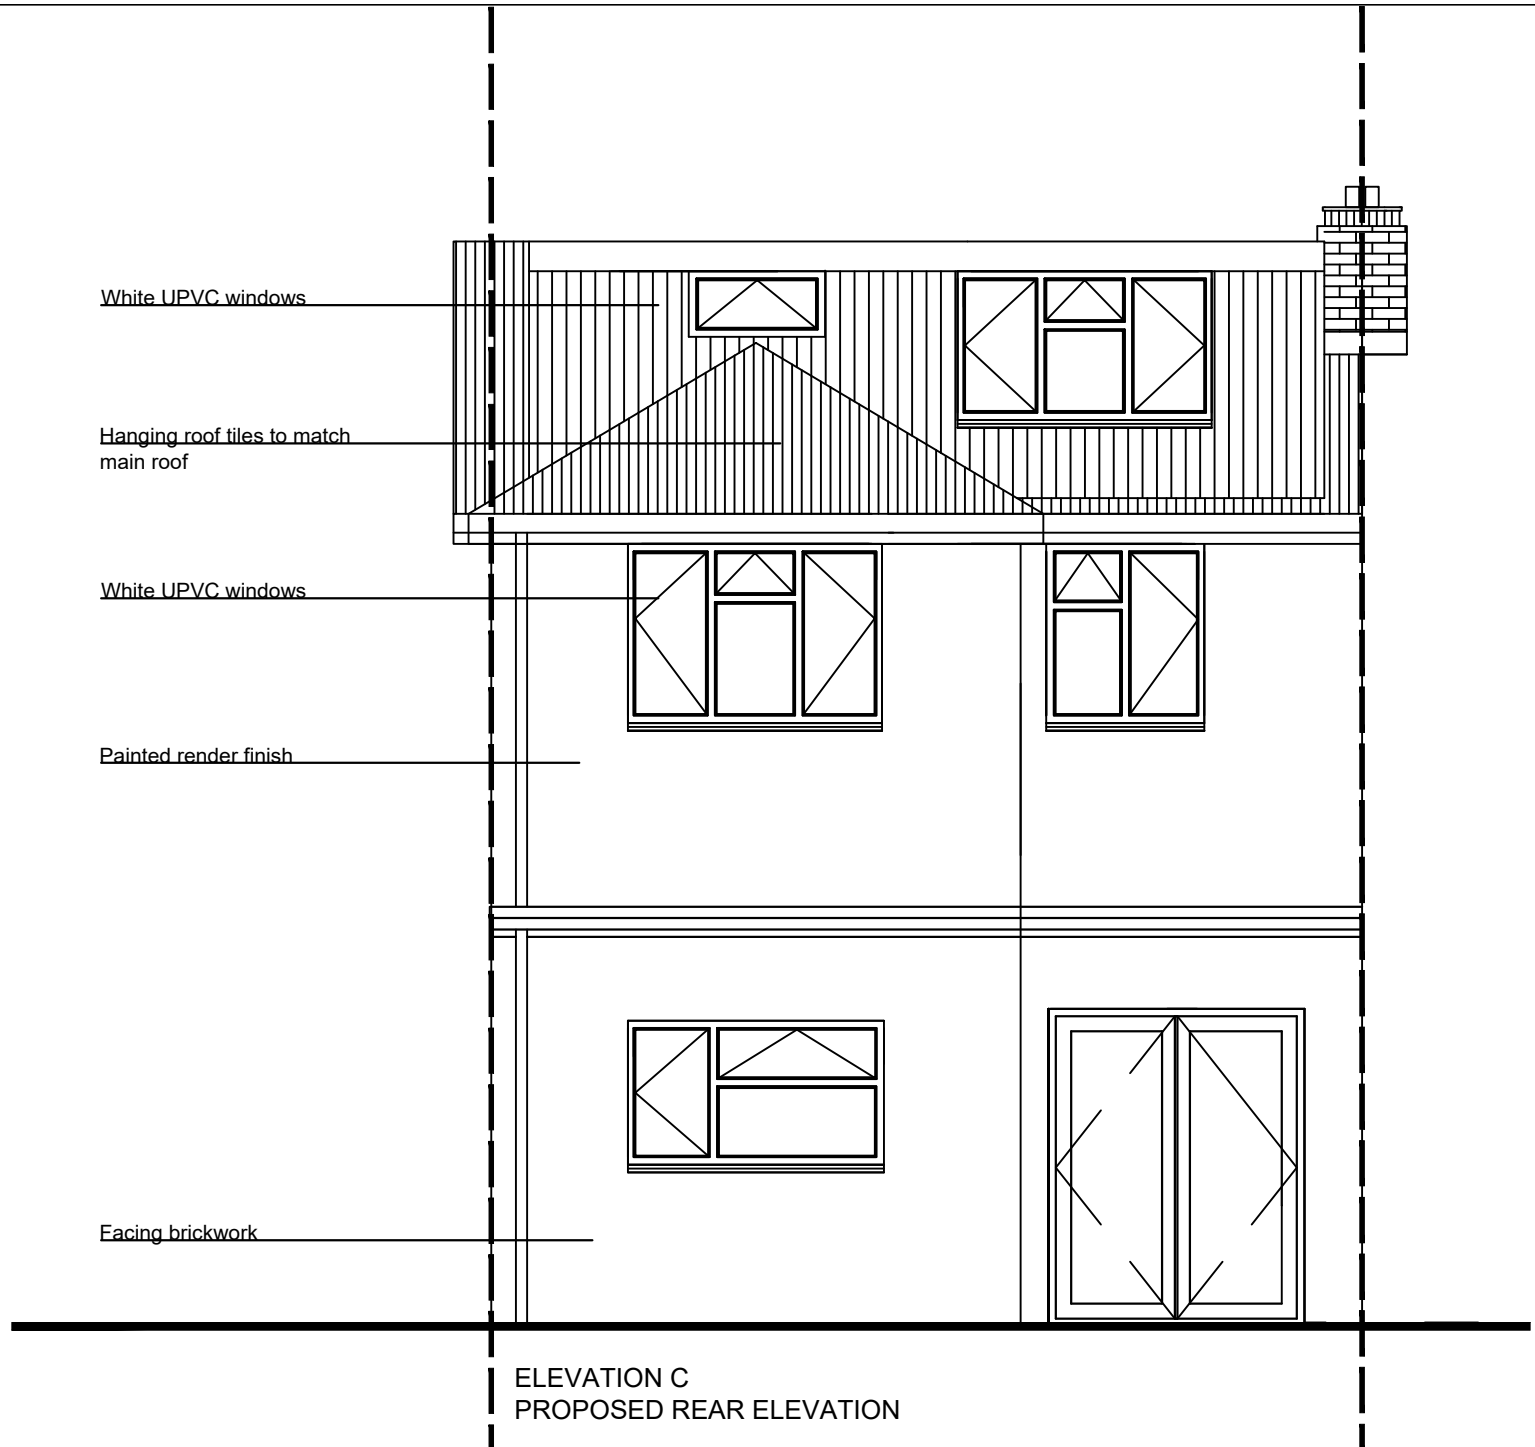 White UPVC windows
Hanging roof tiles to match
main roof
White UPVC windows
Painted render finish
Facing brickwork
ELEVATION C
PROPOSED REAR ELEVATION